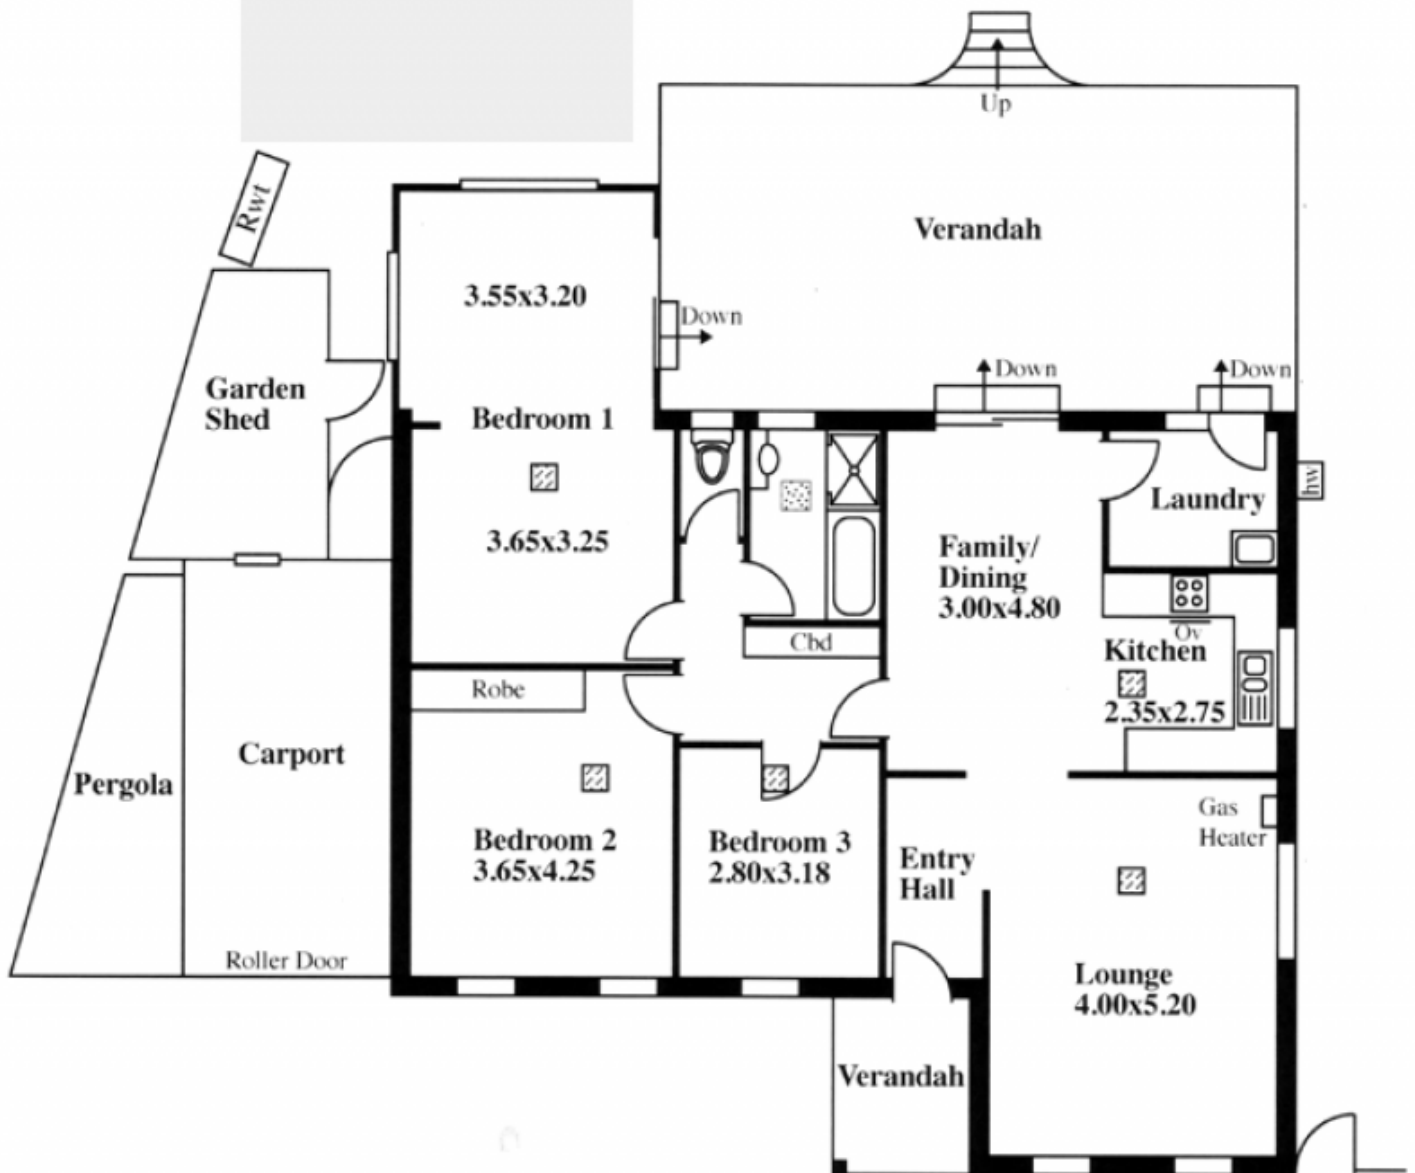 Up
Rwt
Verandah
3.55x3.20
Down
Down
Down
Garden
Shed
Bedroom 1
hw
Laundry
3.65x3.25
Family/
Dining
3.00x4.80
Ov
Cbd
Kitchen
Robe
2.35x2.75
Carport
Pergola
Gas
Heater
Bedroom 2
3.65x4.25
Bedroom 3
2.80x3.18
Entry
Hall
Roller Door
Lounge
4.00x5.20
Verandah